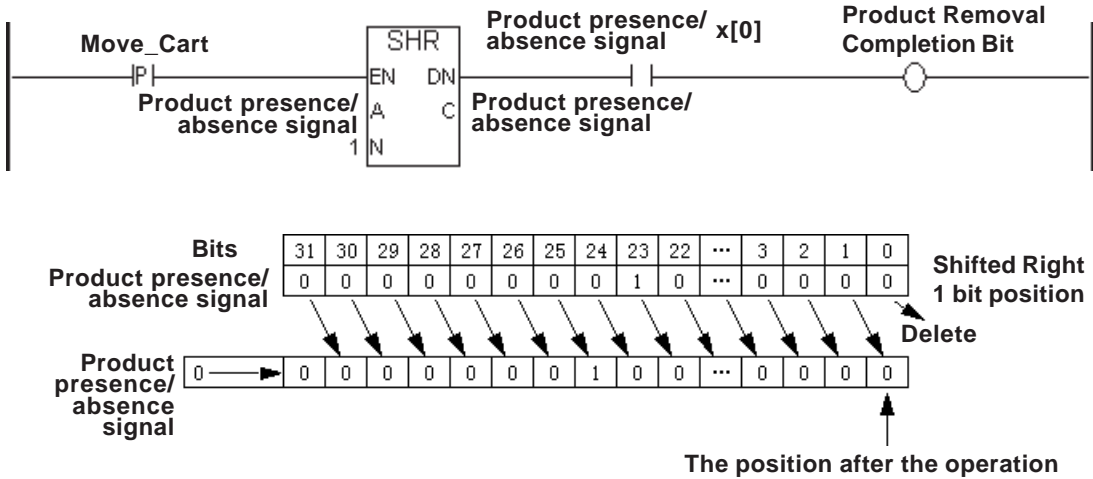 Move_Cart
P
SHR
EN DN
A C
N
Product presence/
absence signal
1
Product presence/
absence signal
x[0]
Product presence/
absence signal
Product Removal
Completion Bit
Bits 31 30 29 28 27 26 25 24 23 22 ... 3 2 1 0
Product presence/
absence signal
0 0 0 0 0 0 0 0 1 0 ... 0 0 0 0
Shifted Right
1 bit position
Delete
Product
presence/
absence
signal
0 0 0 0 0 0 0 0 1 0 0 ... 0 0 0 0
The position after the operation